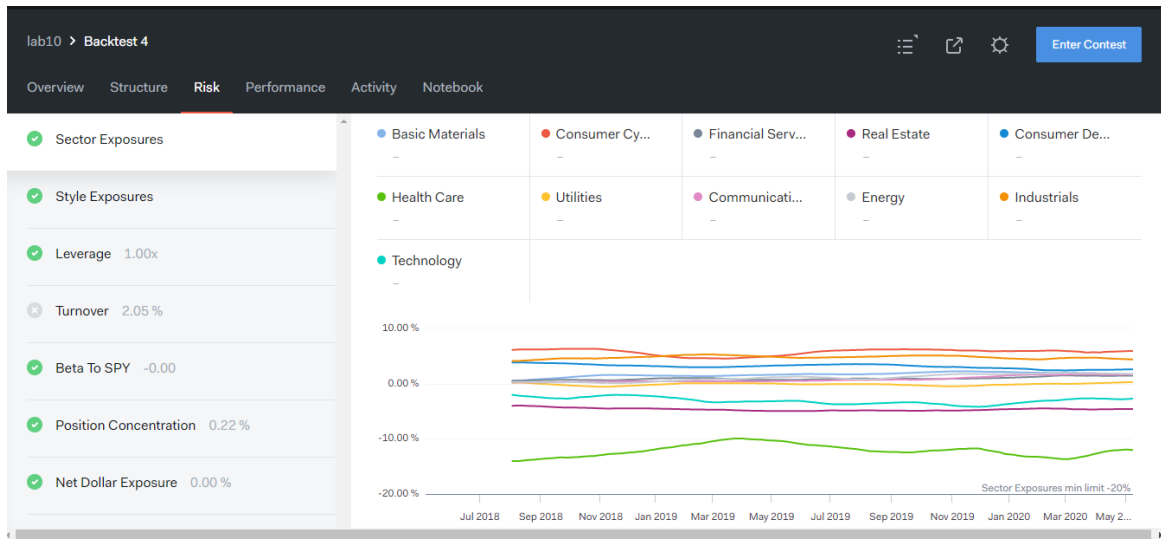 lab10 > Backtest 4
Enter Contest
Overview Structure Risk Performance Activity Notebook
Sector Exposures
Style Exposures
Leverage 1.00x
Turnover 2.05 %
Beta To SPY -0.00
Position Concentration 0.22 %
Net Dollar Exposure 0.00 %
Basic Materials Consumer Cy... Financial Serv... Real Estate Consumer De...
– – – – –
Health Care Utilities Communicati... Energy Industrials
– – – – –
Technology
–
10.00 %
0.00 %
-10.00 %
-20.00 %
Sector Exposures min limit -20%
Jul 2018 Sep 2018 Nov 2018 Jan 2019 Mar 2019 May 2019 Jul 2019 Sep 2019 Nov 2019 Jan 2020 Mar 2020 May 2...